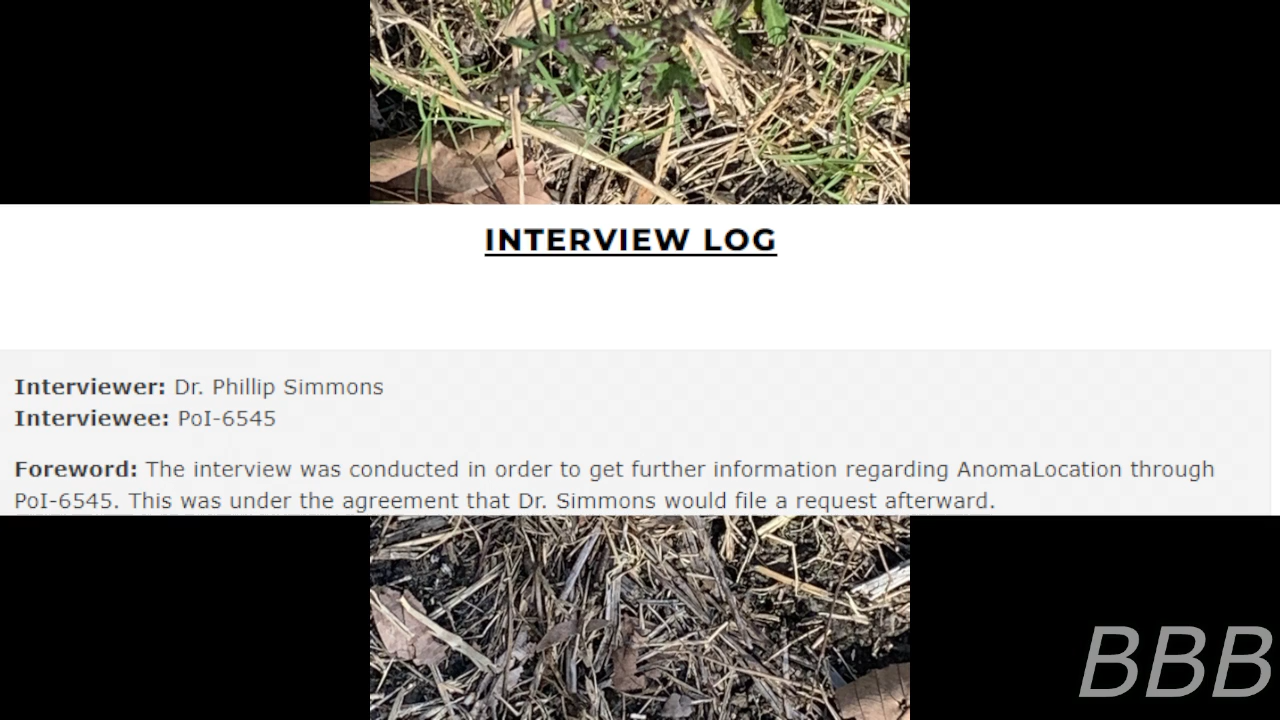 INTERVIEW LOG
Interviewer: Dr. Phillip Simmons
Interviewee: PoI-6545
Foreword: The interview was conducted in order to get further information regarding AnomaLocation through
PoI-6545. This was under the agreement that Dr. Simmons would file a request afterward.
BBB